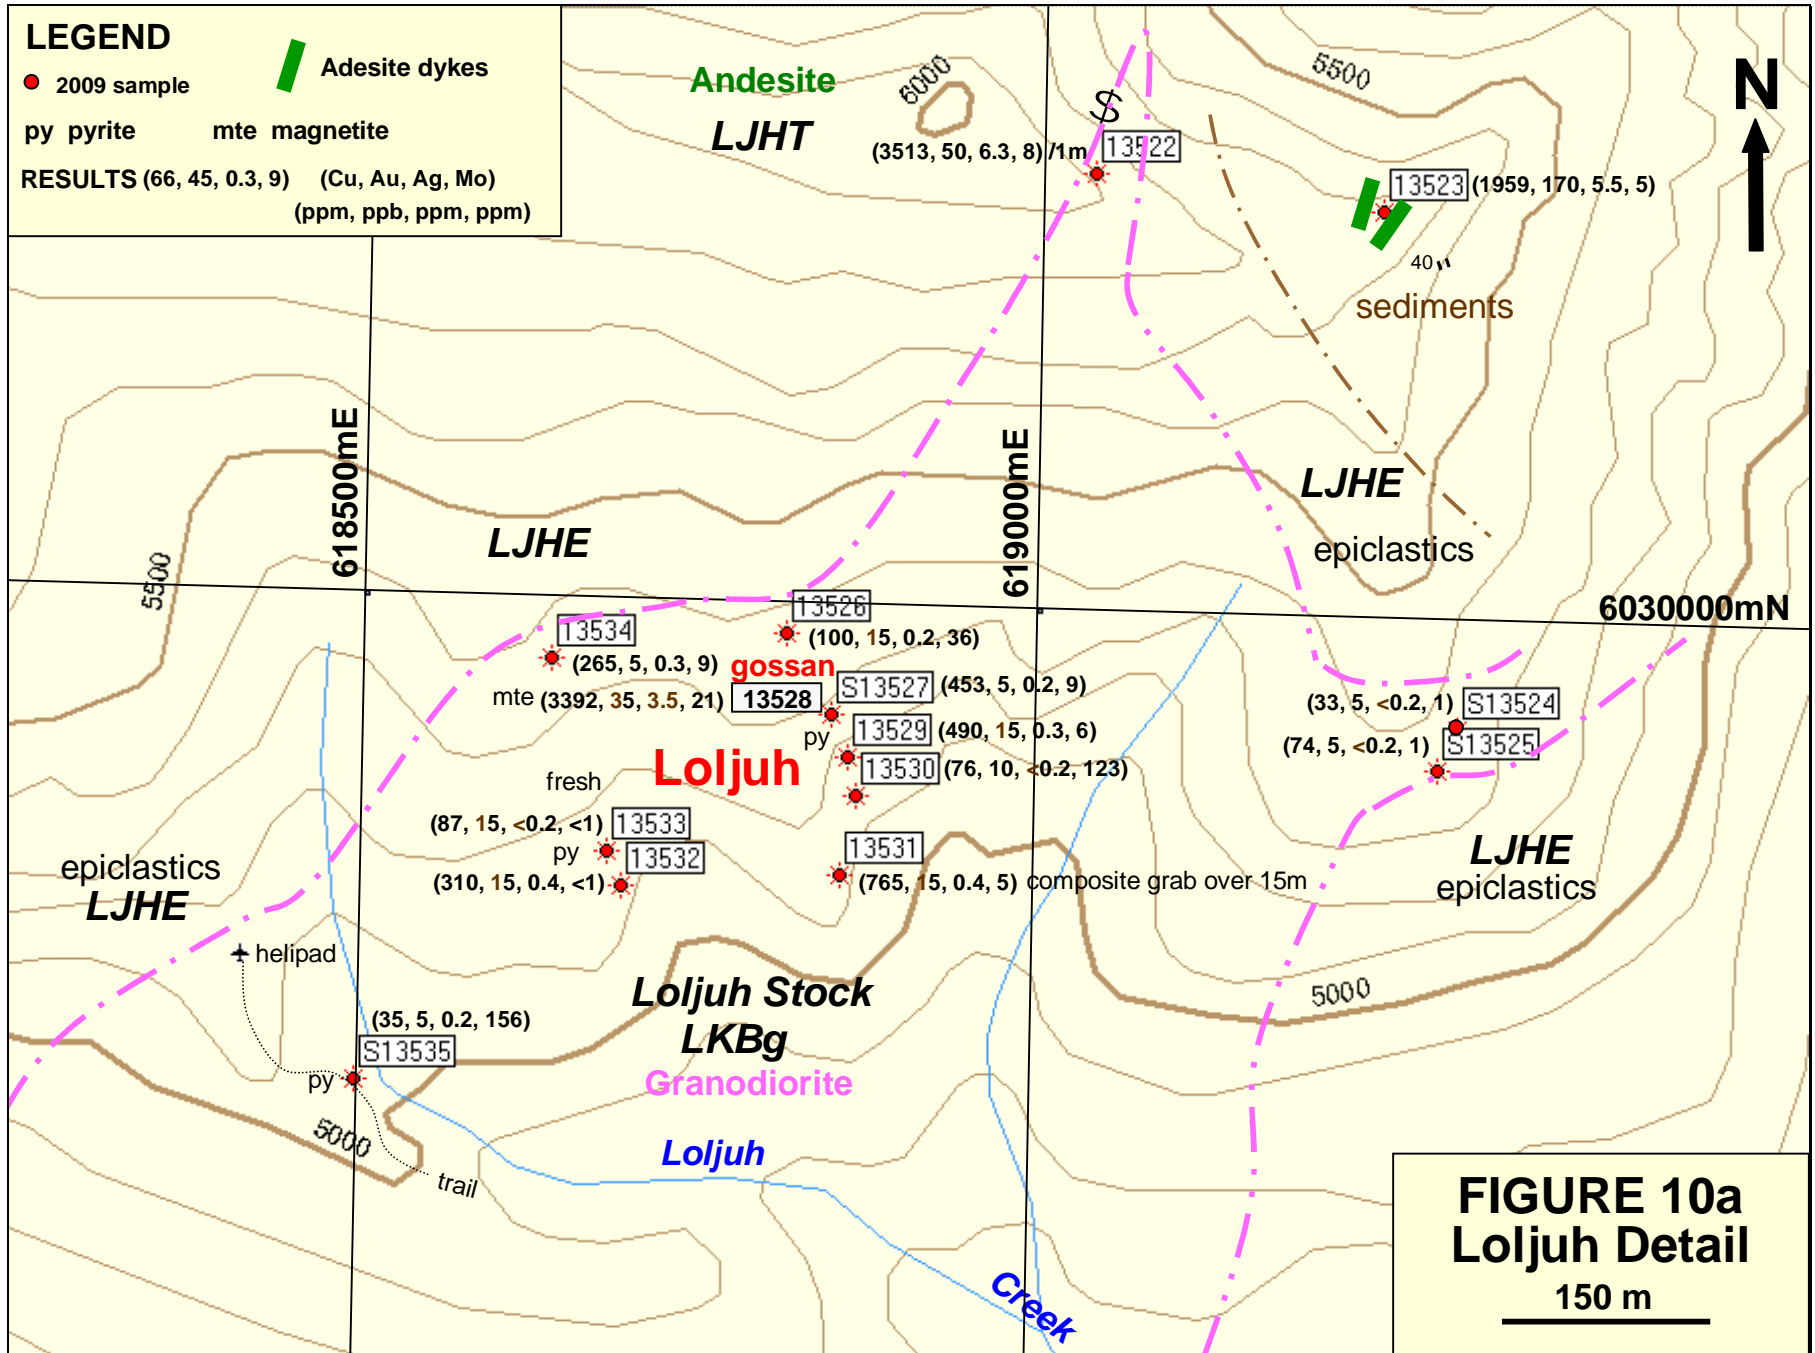 LEGEND
2009 sample
Adesite dykes
py pyrite
mte magnetite
RESULTS (66, 45, 0.3, 9) (Cu, Au, Ag, Mo)
(ppm, ppb, ppm, ppm)
Andesite
LJHT
6000
5500
N
$
(3513, 50, 6.3, 8) /1m
13522
13523
(1959, 170, 5.5, 5)
40
sediments
618500mE
619000mE
LJHE
LJHE
epiclastics
5500
6030000mN
13526
13534
(100, 15, 0.2, 36)
(265, 5, 0.3, 9)
gossan
mte (3392, 35, 3.5, 21)
13528
S13527
(453, 5, 0.2, 9)
py
13529
(490, 15, 0.3, 6)
13530
(76, 10, <0.2, 123)
Loljuh
fresh
(33, 5, <0.2, 1)
S13524
(74, 5, <0.2, 1)
S13525
(87, 15, <0.2, <1)
13533
py
13532
(310, 15, 0.4, <1)
13531
(765, 15, 0.4, 5) composite grab over 15m
epiclastics
LJHE
LJHE
epiclastics
helipad
Loljuh Stock
LKBg
Granodiorite
5000
(35, 5, 0.2, 156)
S13535
py
5000
trail
Loljuh
Creek
FIGURE 10a
Loljuh Detail
150 m